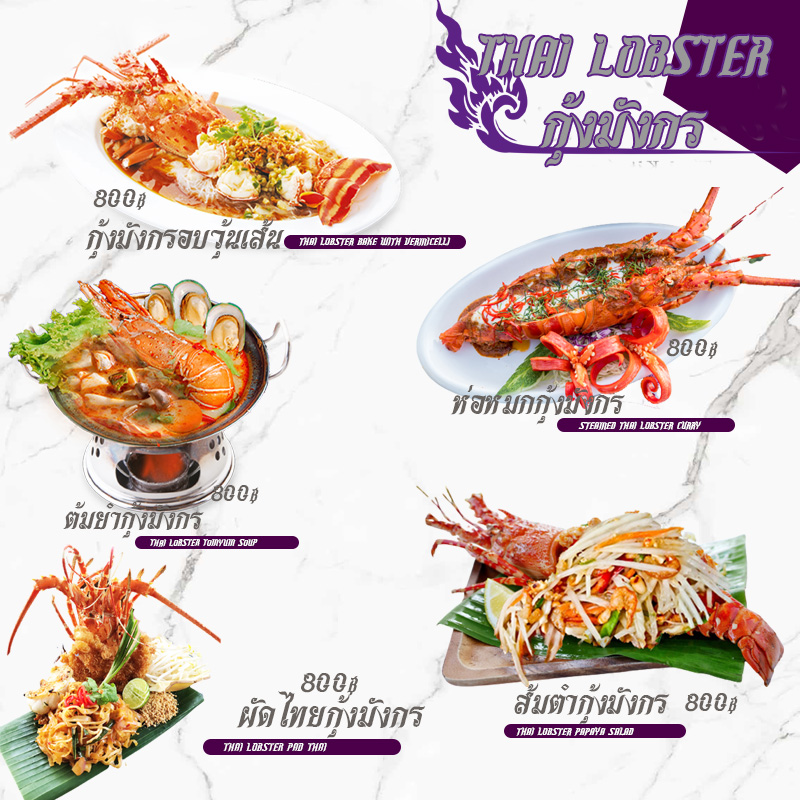 THAI LOBSTER
กุ้งมังกร
800฿
กุ้งมังกรอบวุ้นเส้น
THAI LOBSTER BAKE WITH VERMICELLI
800฿
ห่อหมกกุ้งมังกร
STEAMED THAI LOBSTER CURRY
800฿
ต้มยำกุ้งมังกร
THAI LOBSTER TOMYUM SOUP
800฿
ผัดไทยกุ้งมังกร
THAI LOBSTER PAD THAI
ส้มตำกุ้งมังกร 800฿
THAI LOBSTER PAPAYA SALAD